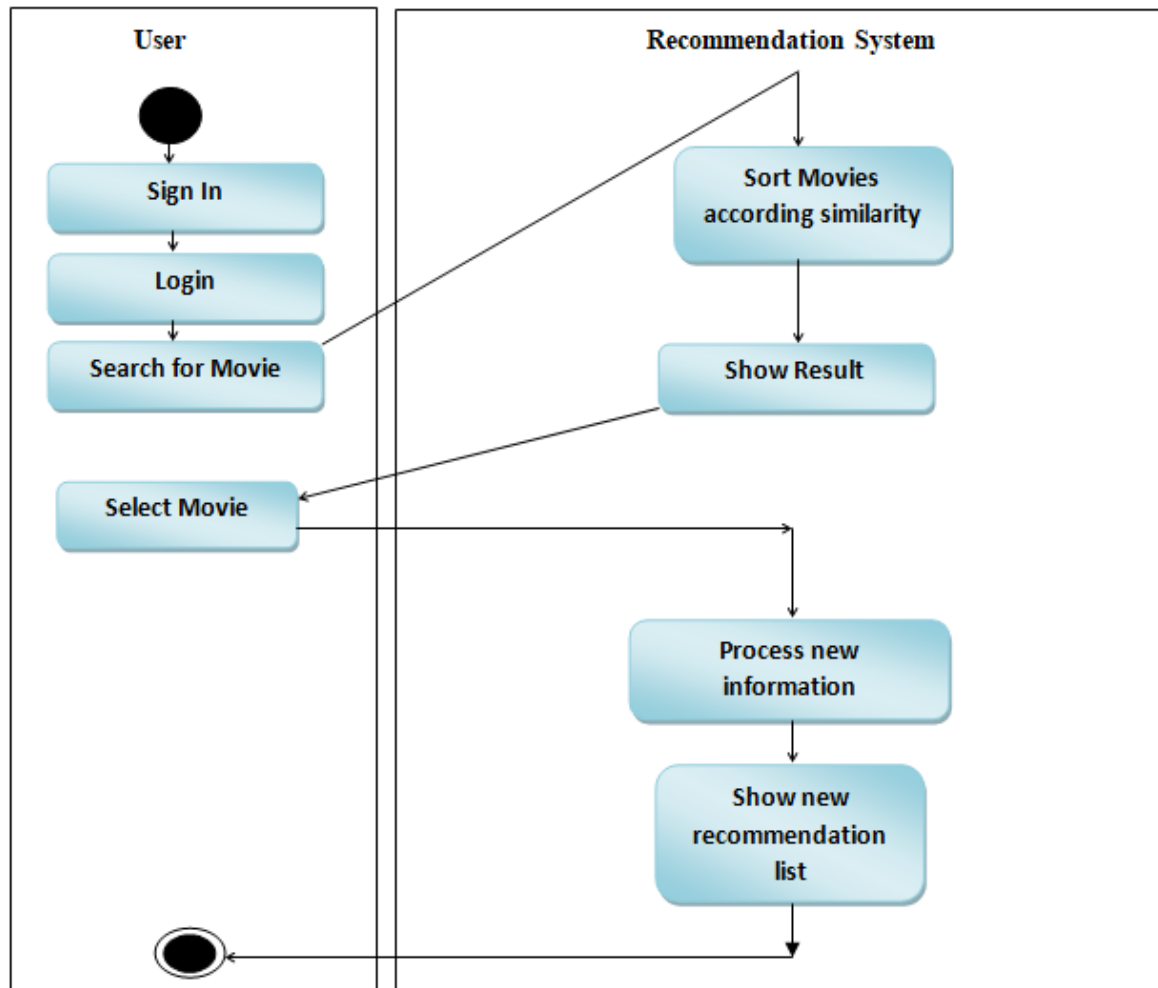 User
Recommendation System
Sign In
Login
Search for Movie
Sort Movies
according similarity
Show Result
Select Movie
Process new
information
Show new
recommendation
list